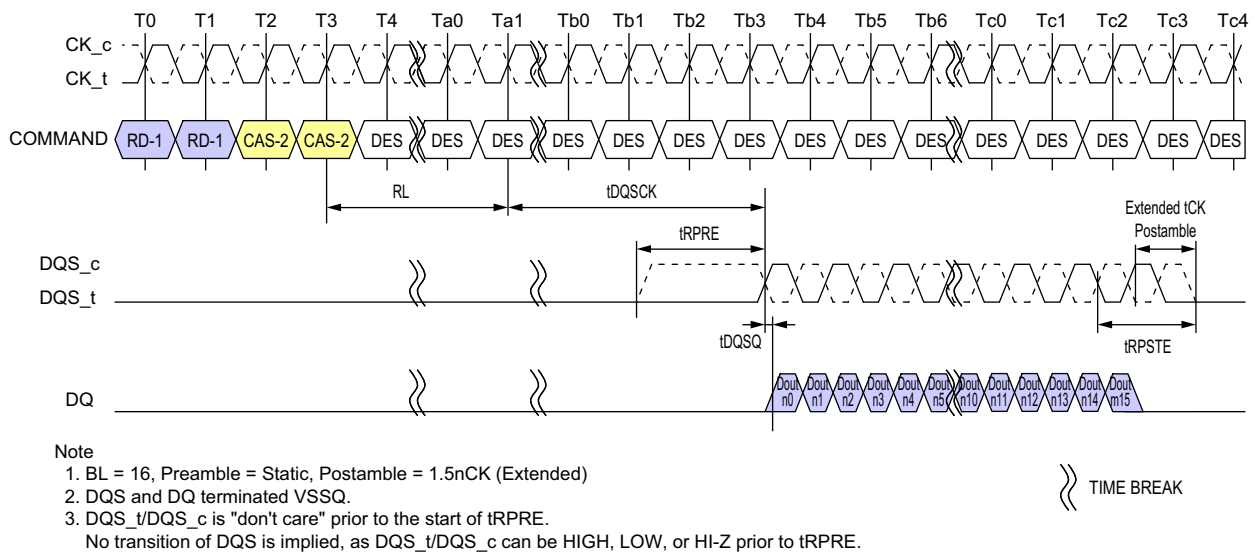 T0 T1 T2 T3 T4 Ta0 Ta1 Tb0 Tb1 Tb2 Tb3 Tb4 Tb5 Tb6 Tc0 Tc1 Tc2 Tc3 Tc4
CK_c
CK_t
COMMAND RD-1 RD-1 CAS-2 CAS-2 DES DES DES DES DES DES DES DES DES DES DES DES DES DES DES
RL tDQSCK
Extended tCK
Postamble
tRPRE
DQS_c
DQS_t
tDQSQ
tRPSTE
DQ
Dout Dout Dout Dout Dout Dout Dout Dout Dout Dout Dout Dout
n0 n1 n2 n3 n4 n5 n10 n11 n12 n13 n14 m15
Note
1. BL = 16, Preamble = Static, Postamble = 1.5nCK (Extended)
2. DQS and DQ terminated VSSQ.
3. DQS_t/DQS_c is "don't care" prior to the start of tRPRE.
No transition of DQS is implied, as DQS_t/DQS_c can be HIGH, LOW, or HI-Z prior to tRPRE.
TIME BREAK